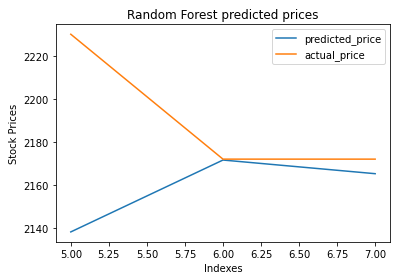 Random Forest predicted prices
predicted_price
actual_price
Stock Prices
2220
2200
2180
2160
2140
5.00 5.25 5.50 5.75 6.00 6.25 6.50 6.75 7.00
Indexes